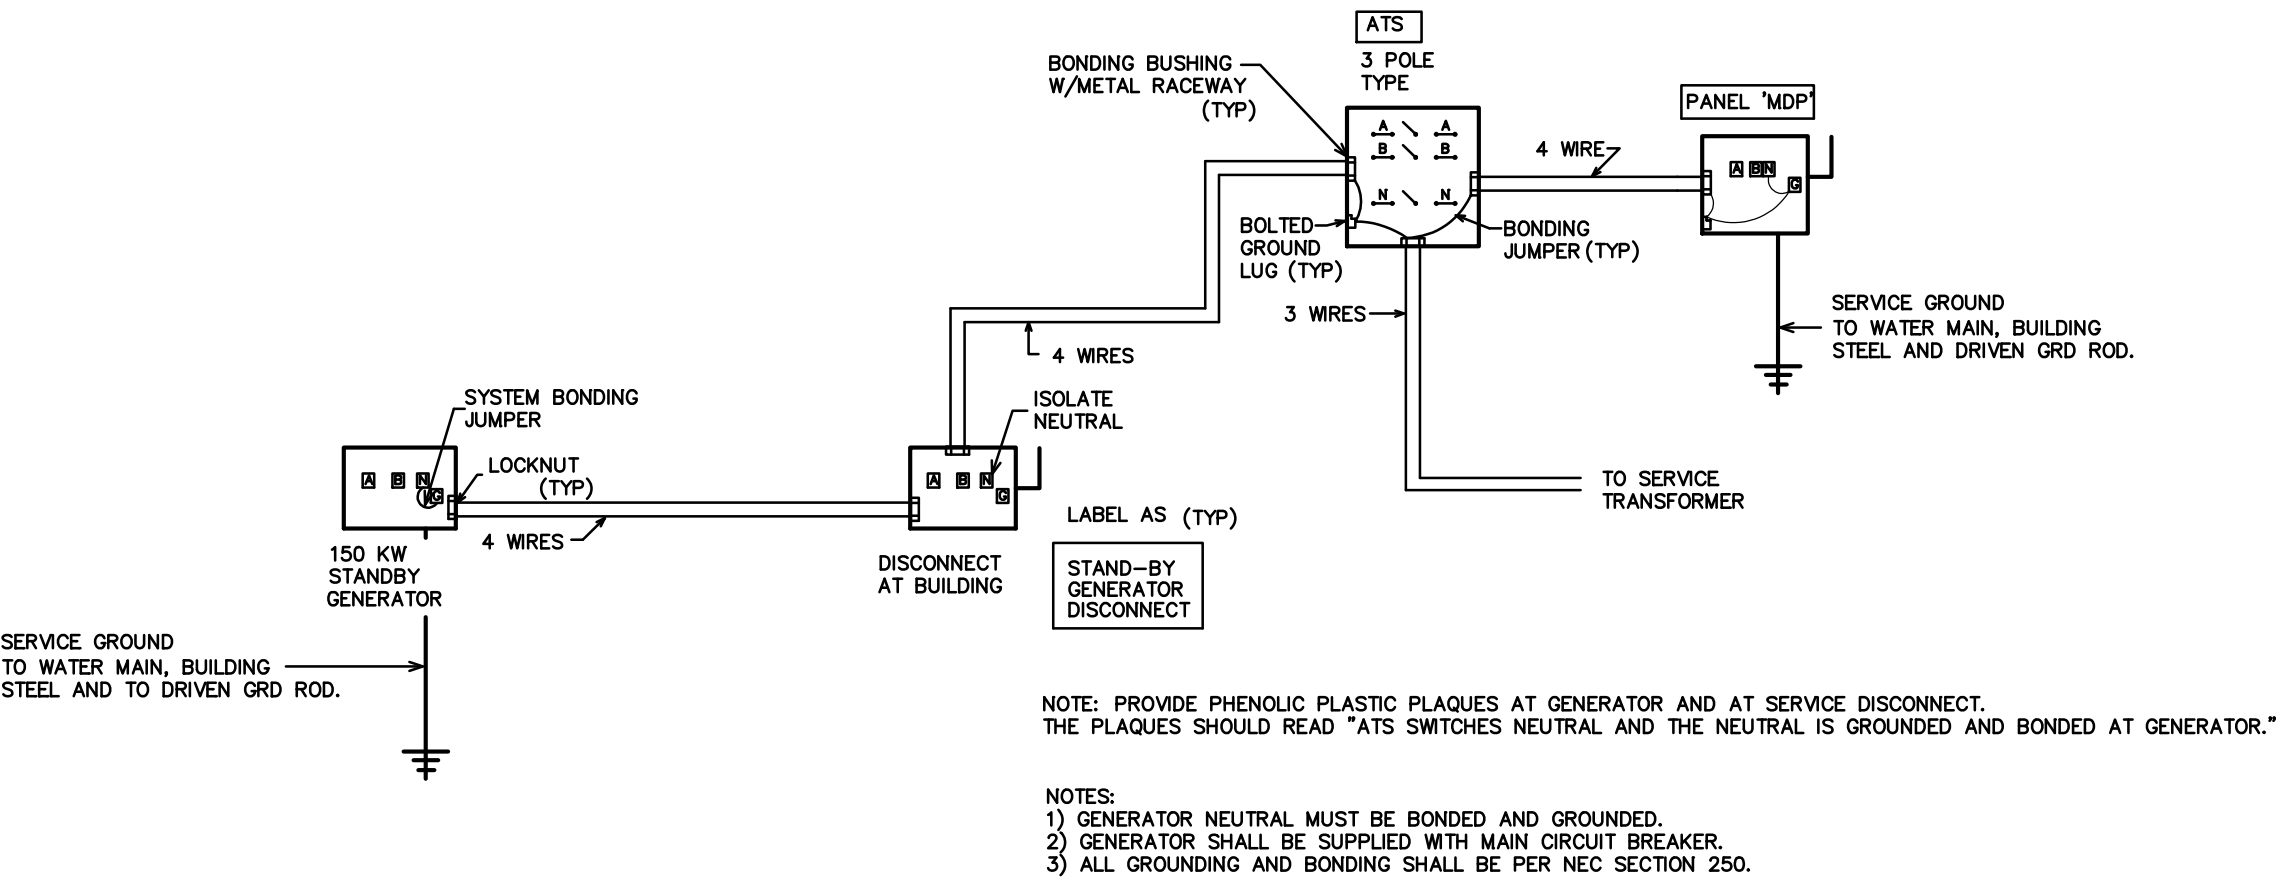 ATS
3 POLE
TYPE
BONDING BUSHING
W/METAL RACEWAY
(TYP)
PANEL 'MDP'
A A
B B
N N
4 WIRE
A B N
G
BOLTED
GROUND
LUG (TYP)
BONDING
JUMPER (TYP)
3 WIRES
SERVICE GROUND
TO WATER MAIN, BUILDING
STEEL AND DRIVEN GRD ROD.
4 WIRES
SYSTEM BONDING
JUMPER
ISOLATE
NEUTRAL
A B N
G
LOCKNUT
(TYP)
A B N
G
TO SERVICE
TRANSFORMER
4 WIRES
LABEL AS (TYP)
150 KW
STANDBY
GENERATOR
DISCONNECT
AT BUILDING
STAND-BY
GENERATOR
DISCONNECT
SERVICE GROUND
TO WATER MAIN, BUILDING
STEEL AND TO DRIVEN GRD ROD.
NOTE: PROVIDE PHENOLIC PLASTIC PLAQUES AT GENERATOR AND AT SERVICE DISCONNECT.
THE PLAQUES SHOULD READ "ATS SWITCHES NEUTRAL AND THE NEUTRAL IS GROUNDED AND BONDED AT GENERATOR."
NOTES:
1) GENERATOR NEUTRAL MUST BE BONDED AND GROUNDED.
2) GENERATOR SHALL BE SUPPLIED WITH MAIN CIRCUIT BREAKER.
3) ALL GROUNDING AND BONDING SHALL BE PER NEC SECTION 250.